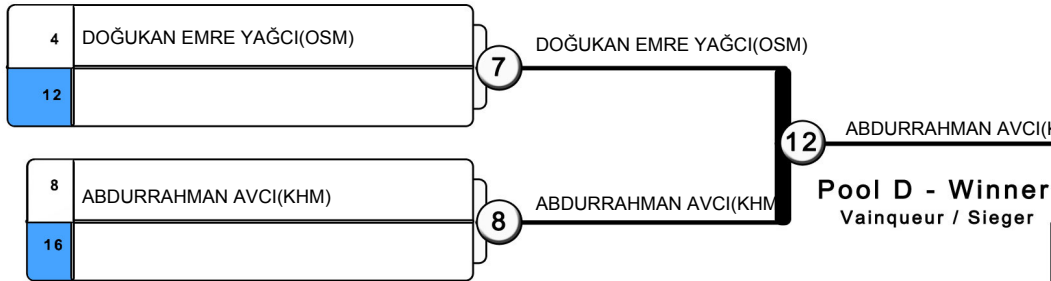 4 DOĞUKAN EMRE YAĞCI(OSM)
12
7
DOĞUKAN EMRE YAĞCI(OSM)
8 ABDURRAHMAN AVCI(KHM)
16
8
ABDURRAHMAN AVCI(KHM
12
ABDURRAHMAN AVCI(
Pool D - Winner
Vainqueur / Sieger